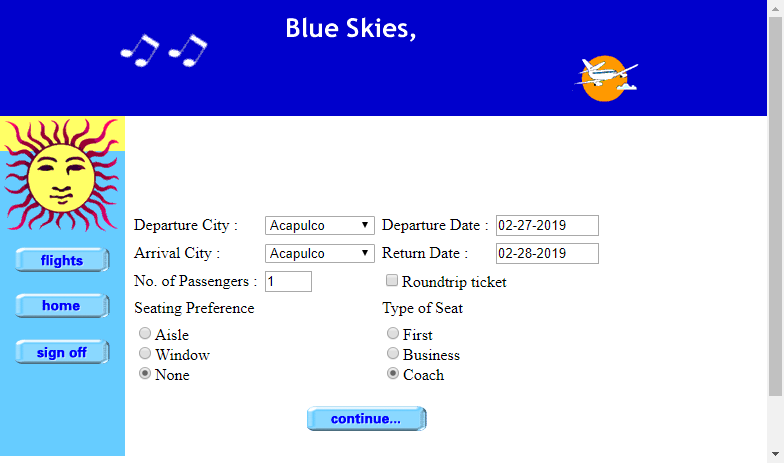 Blue Skies,
flights
home
sign off
Departure City : Acapulco Departure Date : 02-27-2019
Arrival City : Acapulco Return Date : 02-28-2019
No. of Passengers : 1 Roundtrip ticket
Seating Preference Type of Seat
Aisle First
Window Business
None Coach
continue...